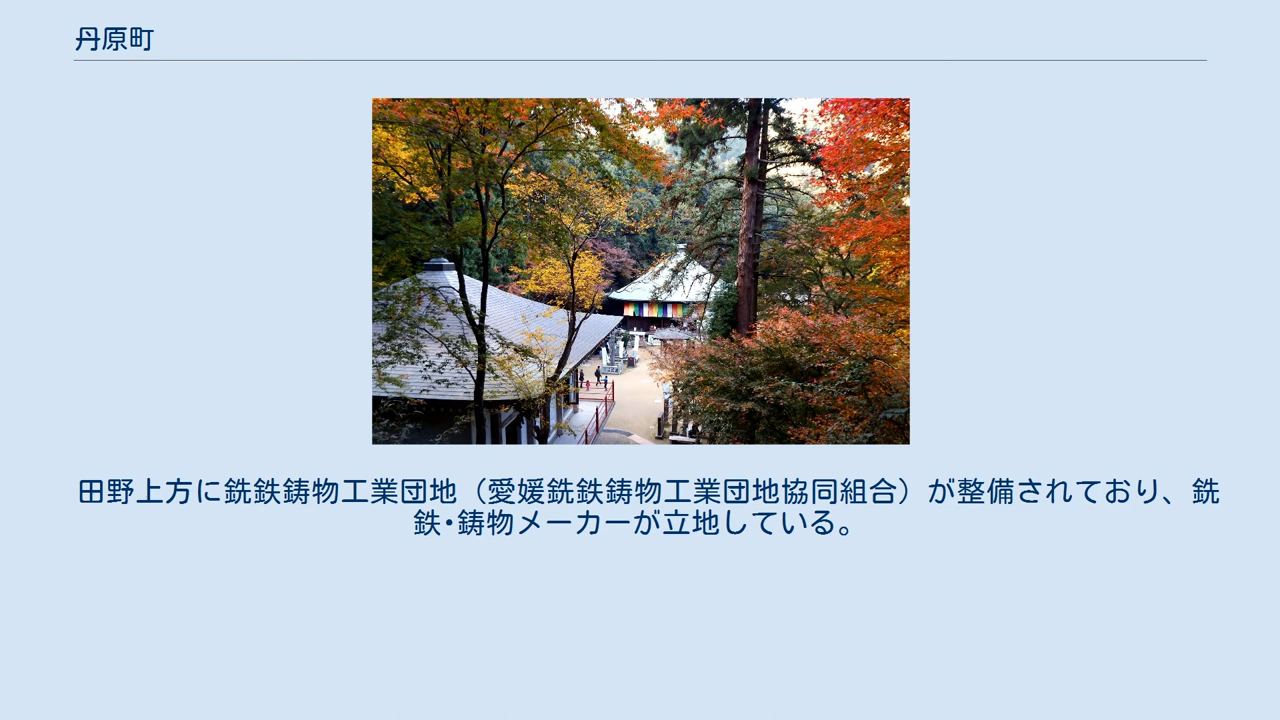 丹原町
田野上方に銑鉄鋳物工業団地（愛媛銑鉄鋳物工業団地協同組合）が整備されており、銑
鉄･鋳物メーカーが立地している。